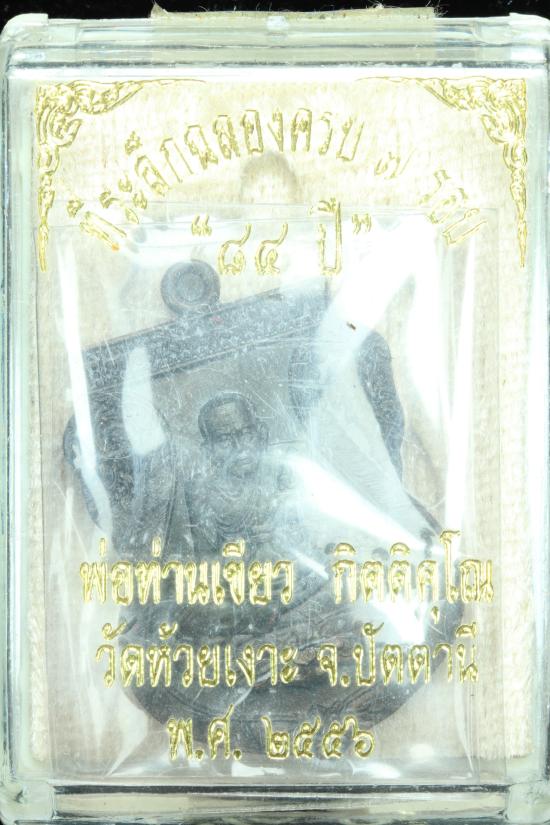 ที่ระลึกฉลองครบ ๗ รอบ
“๘๔ ปี”
พ่อท่านเขียว กิตติคุโณ
วัดห้วยเงาะ จ.ปัตตานี
พ.ศ. ๒๕๕๖